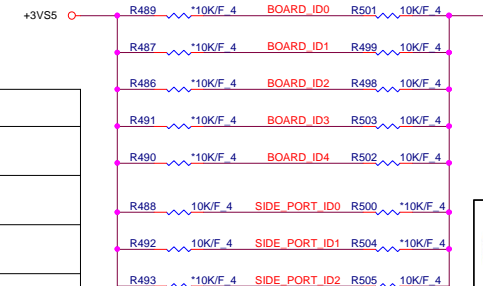 +3VS5 R489 *10K/F_4 BOARD_ID0 R501 10K/F_4
R487 *10K/F_4 BOARD_ID1 R499 10K/F_4
R486 *10K/F_4 BOARD_ID2 R498 10K/F_4
R491 *10K/F_4 BOARD_ID3 R503 10K/F_4
R490 *10K/F_4 BOARD_ID4 R502 10K/F_4
R488 10K/F_4 SIDE_PORT_ID0 R500 *10K/F_4
R492 10K/F_4 SIDE_PORT_ID1 R504 *10K/F_4
R493 *10K/F_4 SIDE_PORT_ID2 R505 10K/F_4